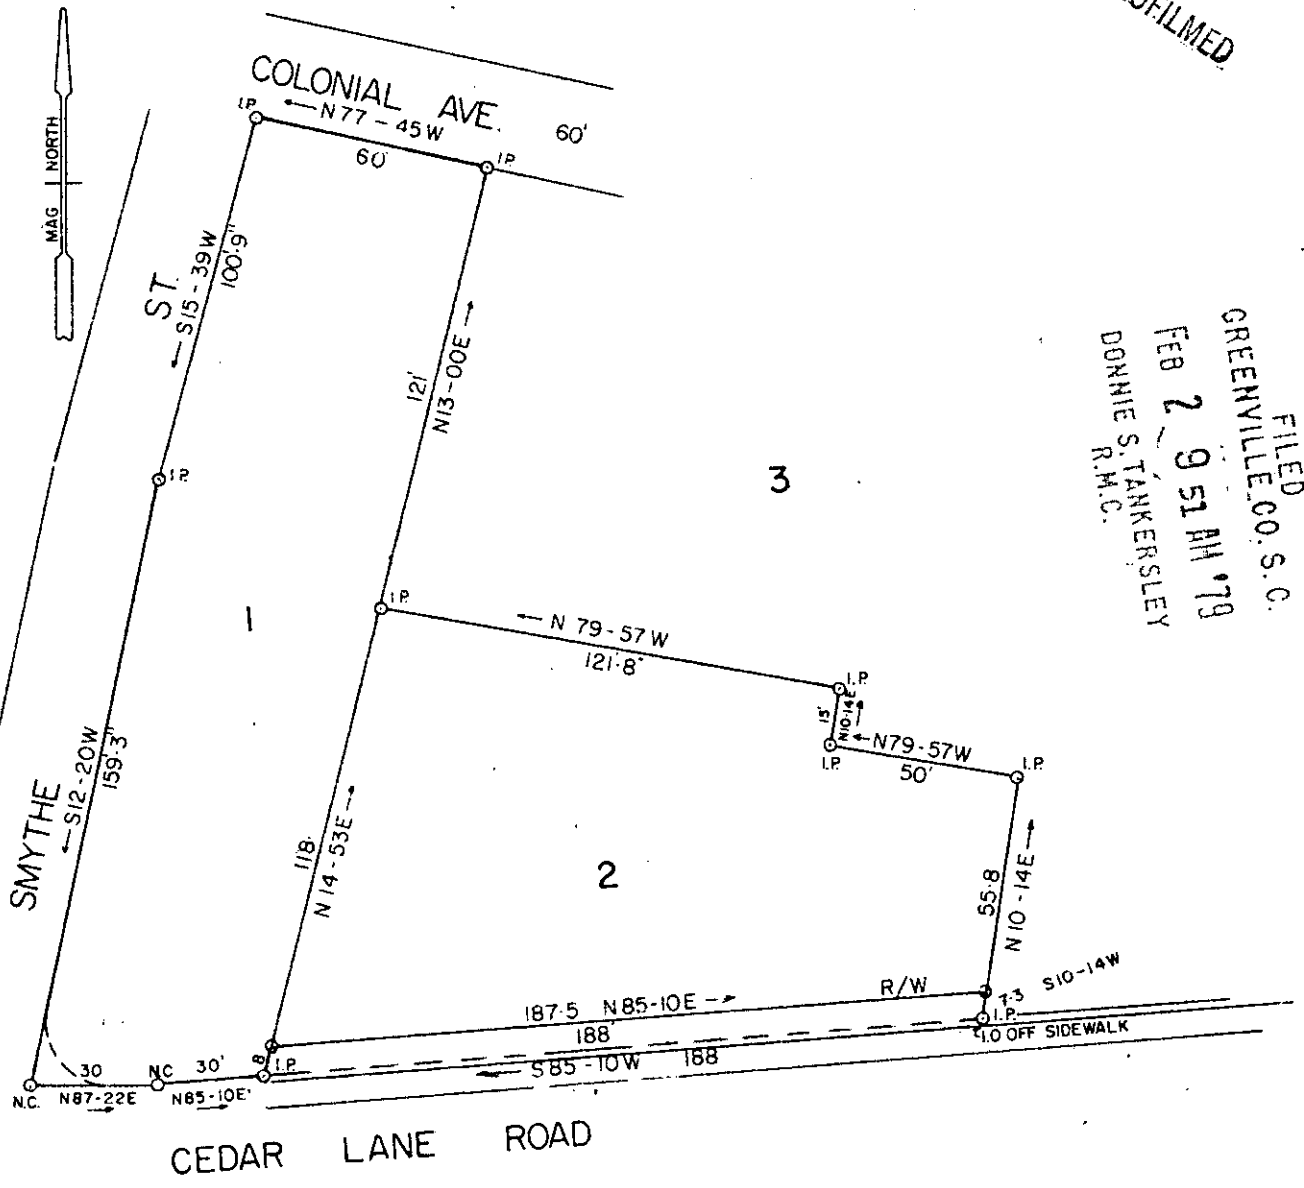 MAG NORTH
COLONIAL AVE.
60'
I.P.
N77-45W
60'
I.P.
ST.
S15-39W
100'-9"
I.P.
121'
N13-00E
3
1
I.P.
N 79-57W
121'-8"
I.P.
15'
N10-14E
I.P.
N79-57W
50'
I.P.
SMYTHE
S12-20W
159'-3"
118'
N 14-53E
2
55.8
N 10-14E
7.3 S10-14W
R/W
187.5 N85-10E
188'
I.P.
1.0 OFF SIDEWALK
S85-10W 188
8
I.P.
30
N.C.
30'
N.C.
N87-22E
N85-10E
CEDAR LANE ROAD
FILED
GREENVILLE CO. S. C.
FEB 2 9 51 AM '79
DONNIE S. TANKERSLEY
R.M.C.